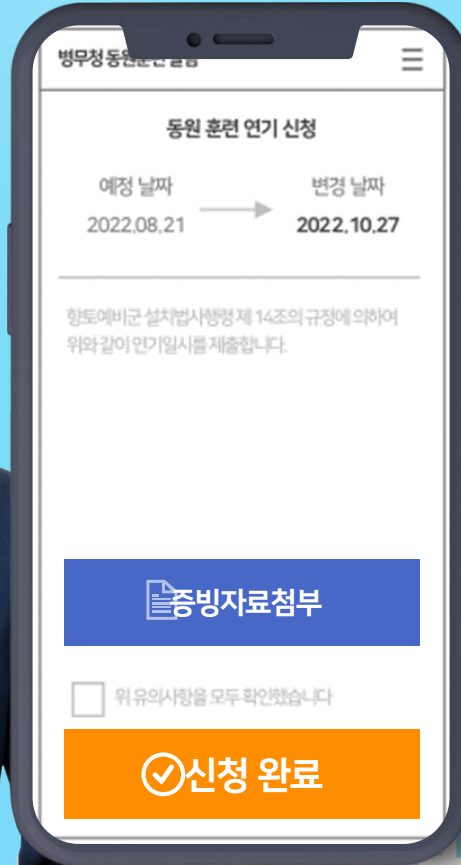 병무청 동원훈련 알림
동원 훈련 연기 신청
예정 날짜
변경 날짜
2022.08.21
2022.10.27
향토예비군 설치법사행령 제 14조의 규정에 의하여
위와 같이 연기일시를 제출합니다.
증빙자료첨부
위 유의사항을 모두 확인했습니다
신청 완료